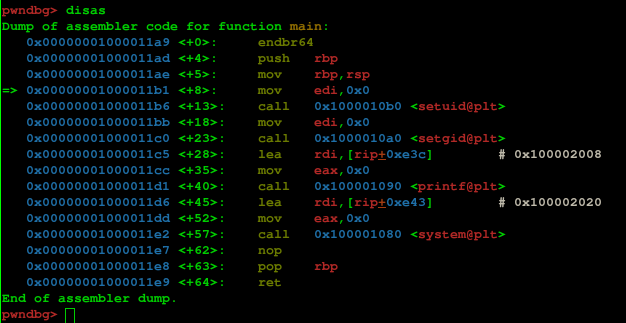 pwndbg> disas
Dump of assembler code for function main:
   0x00000001000011a9 <+0>:     endbr64
   0x00000001000011ad <+4>:     push   rbp
   0x00000001000011ae <+5>:     mov    rbp,rsp
=> 0x00000001000011b1 <+8>:     mov    edi,0x0
   0x00000001000011b6 <+13>:    call   0x1000010b0 <setuid@plt>
   0x00000001000011bb <+18>:    mov    edi,0x0
   0x00000001000011c0 <+23>:    call   0x1000010a0 <setgid@plt>
   0x00000001000011c5 <+28>:    lea    rdi,[rip+0xe3c]        # 0x100002008
   0x00000001000011cc <+35>:    mov    eax,0x0
   0x00000001000011d1 <+40>:    call   0x100001090 <printf@plt>
   0x00000001000011d6 <+45>:    lea    rdi,[rip+0xe43]        # 0x100002020
   0x00000001000011dd <+52>:    mov    eax,0x0
   0x00000001000011e2 <+57>:    call   0x100001080 <system@plt>
   0x00000001000011e7 <+62>:    nop
   0x00000001000011e8 <+63>:    pop    rbp
   0x00000001000011e9 <+64>:    ret
End of assembler dump.
pwndbg>